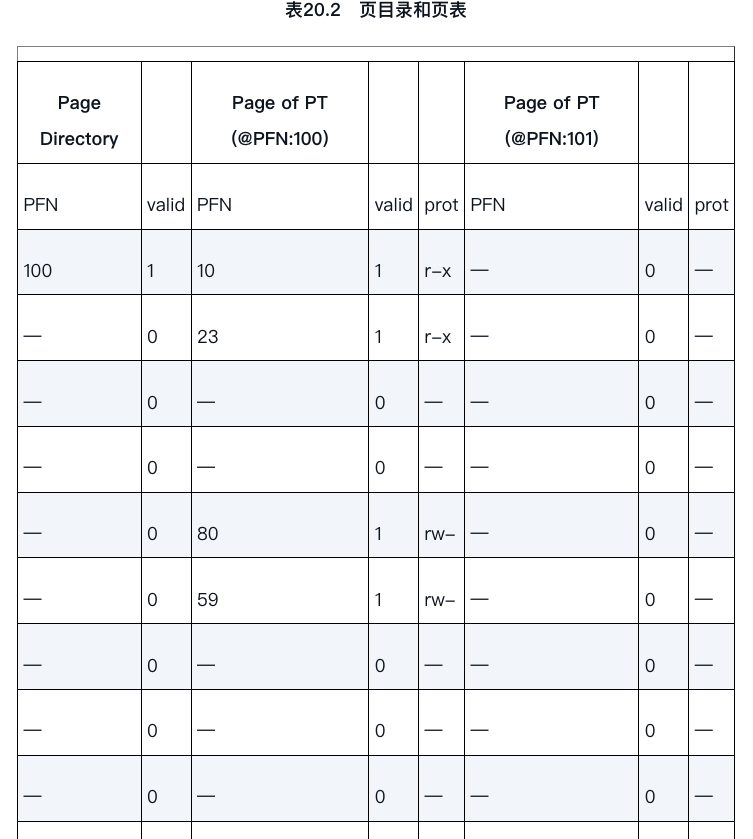 表20.2 页目录和页表
Page Directory Page of PT (@PFN:100) Page of PT (@PFN:101)
PFN valid PFN valid prot PFN valid prot
100 1 10 1 r–x — 0 —
— 0 23 1 r–x — 0 —
— 0 — 0 — — 0 —
— 0 — 0 — — 0 —
— 0 80 1 rw– — 0 —
— 0 59 1 rw– — 0 —
— 0 — 0 — — 0 —
— 0 — 0 — — 0 —
— 0 — 0 — — 0 —